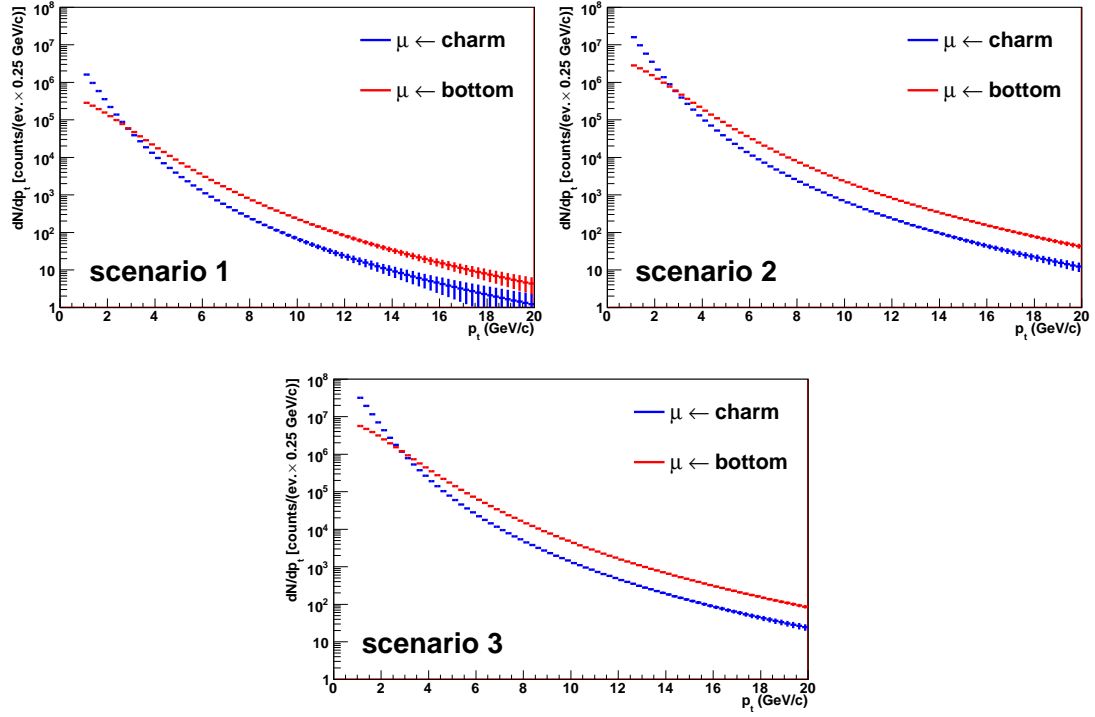 dN/dp_t [counts/(ev.× 0.25 GeV/c)]
10^8
10^7
10^6
10^5
10^4
10^3
10^2
10
1
μ ← charm
μ ← bottom
scenario 1
0 2 4 6 8 10 12 14 16 18 20
p_t (GeV/c)
dN/dp_t [counts/(ev.× 0.25 GeV/c)]
10^8
10^7
10^6
10^5
10^4
10^3
10^2
10
1
μ ← charm
μ ← bottom
scenario 2
0 2 4 6 8 10 12 14 16 18 20
p_t (GeV/c)
dN/dp_t [counts/(ev.× 0.25 GeV/c)]
10^8
10^7
10^6
10^5
10^4
10^3
10^2
10
1
μ ← charm
μ ← bottom
scenario 3
0 2 4 6 8 10 12 14 16 18 20
p_t (GeV/c)